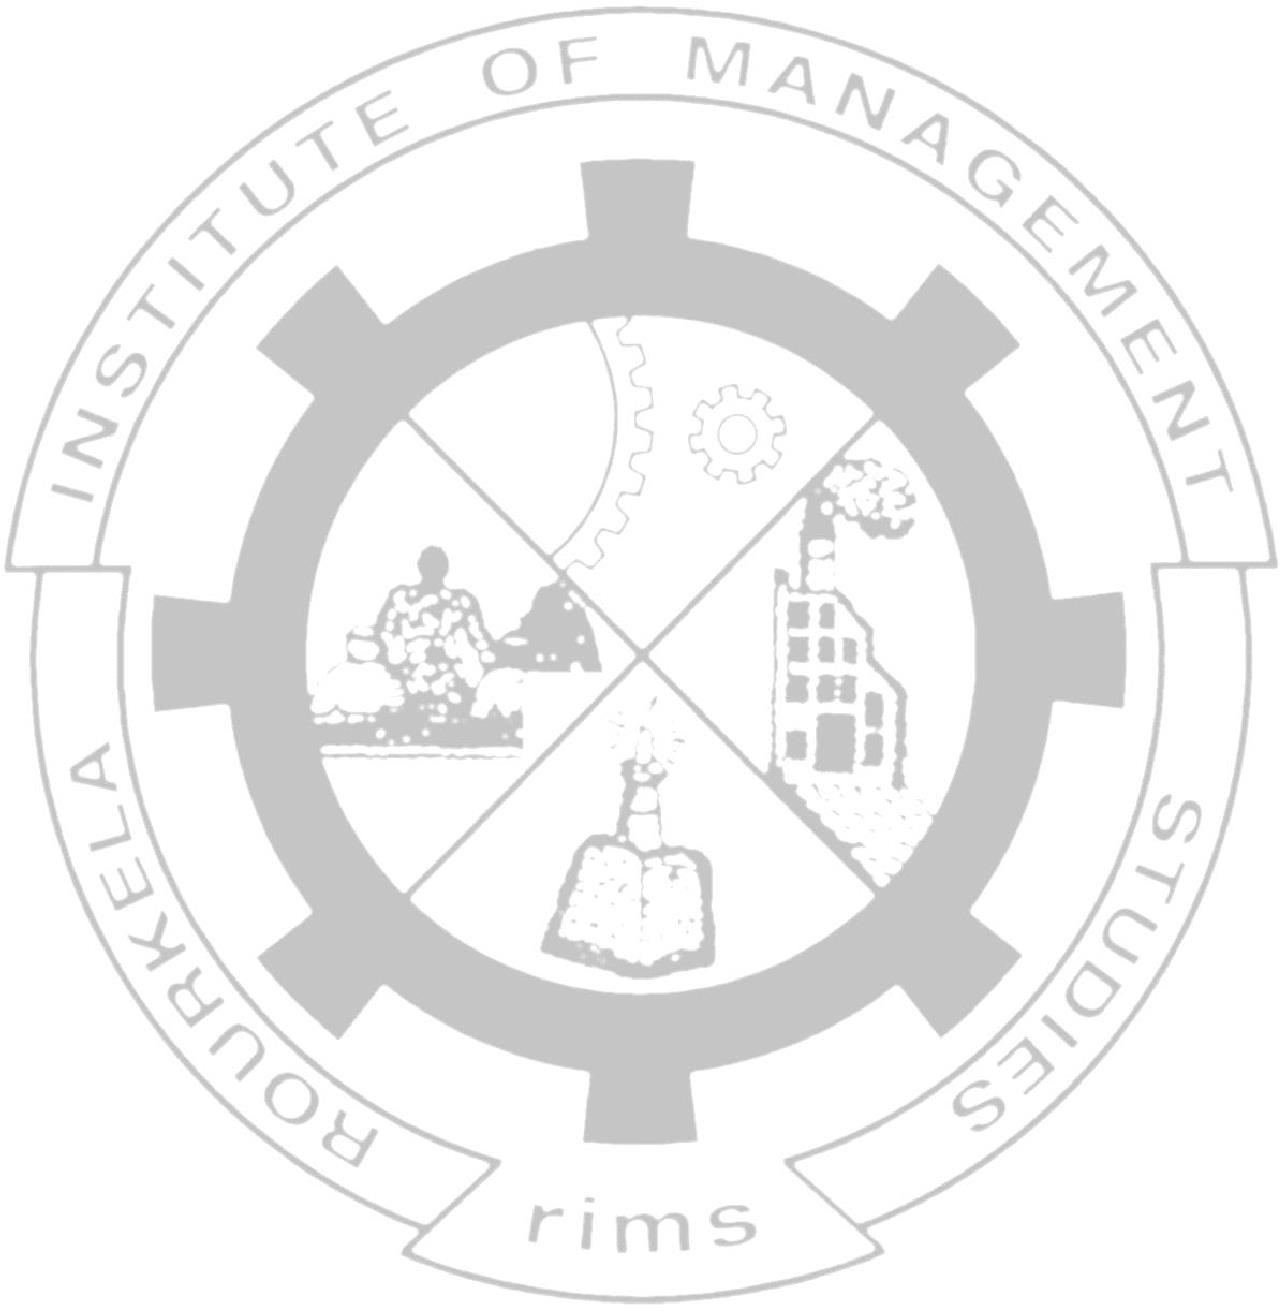 ROURKELA
INSTITUTE OF MANAGEMENT
STUDIES
rims